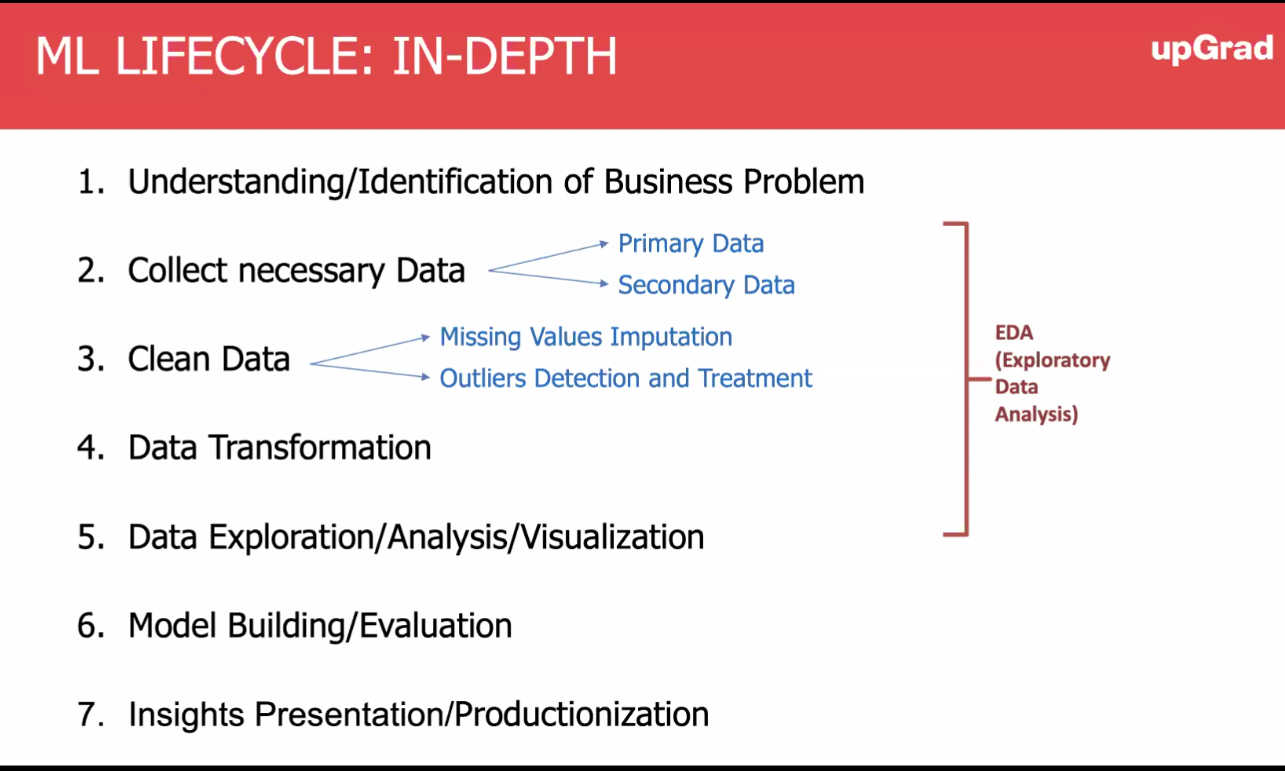 ML LIFECYCLE: IN-DEPTH
upGrad
1. Understanding/Identification of Business Problem
2. Collect necessary Data
Primary Data
Secondary Data
3. Clean Data
Missing Values Imputation
Outliers Detection and Treatment
4. Data Transformation
5. Data Exploration/Analysis/Visualization
6. Model Building/Evaluation
7. Insights Presentation/Productionization
EDA
(Exploratory
Data
Analysis)